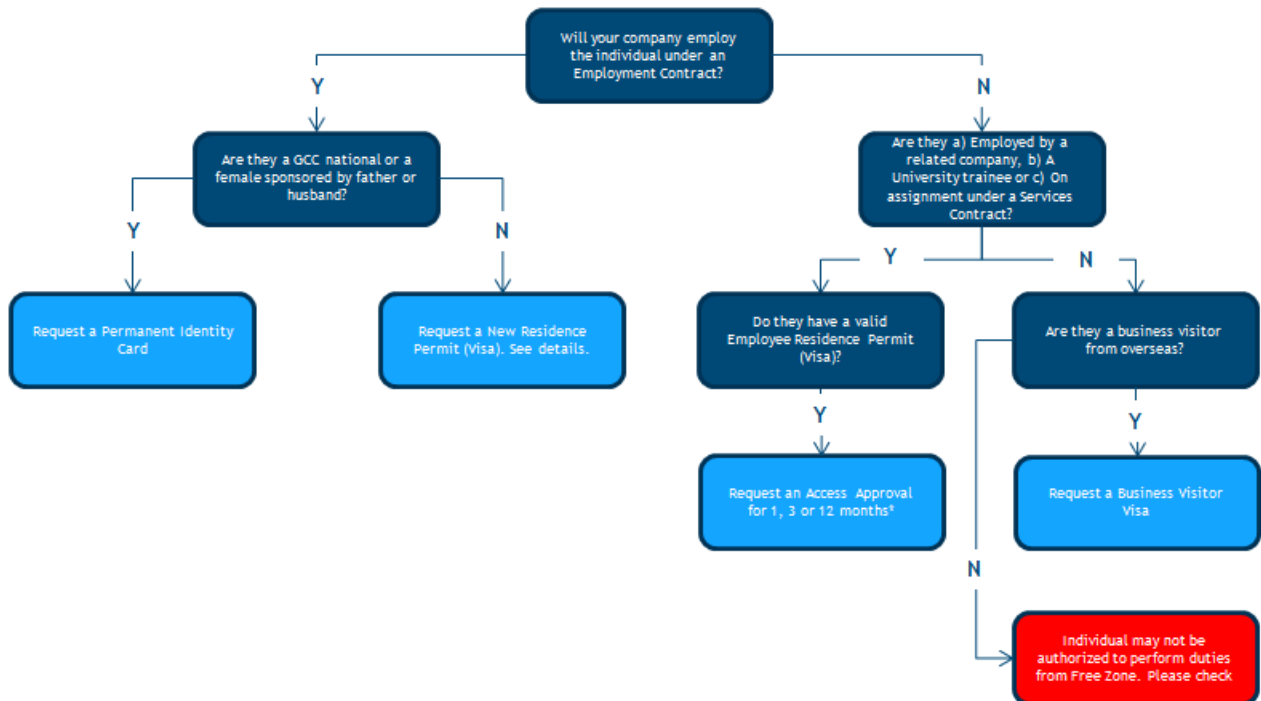 Will your company employ
the individual under an
Employment Contract?
Y
N
Are they a GCC national or a
female sponsored by father or
husband?
Are they a) Employed by a
related company, b) A
University trainee or c) On
assignment under a Services
Contract?
Y
N
Y
N
Request a Permanent Identity
Card
Request a New Residence
Permit (Visa). See details.
Do they have a valid
Employee Residence Permit
(Visa)?
Are they a business visitor
from overseas?
Y
Y
Request an Access Approval
for 1, 3 or 12 months*
Request a Business Visitor
Visa
N
Individual may not be
authorized to perform duties
from Free Zone. Please check